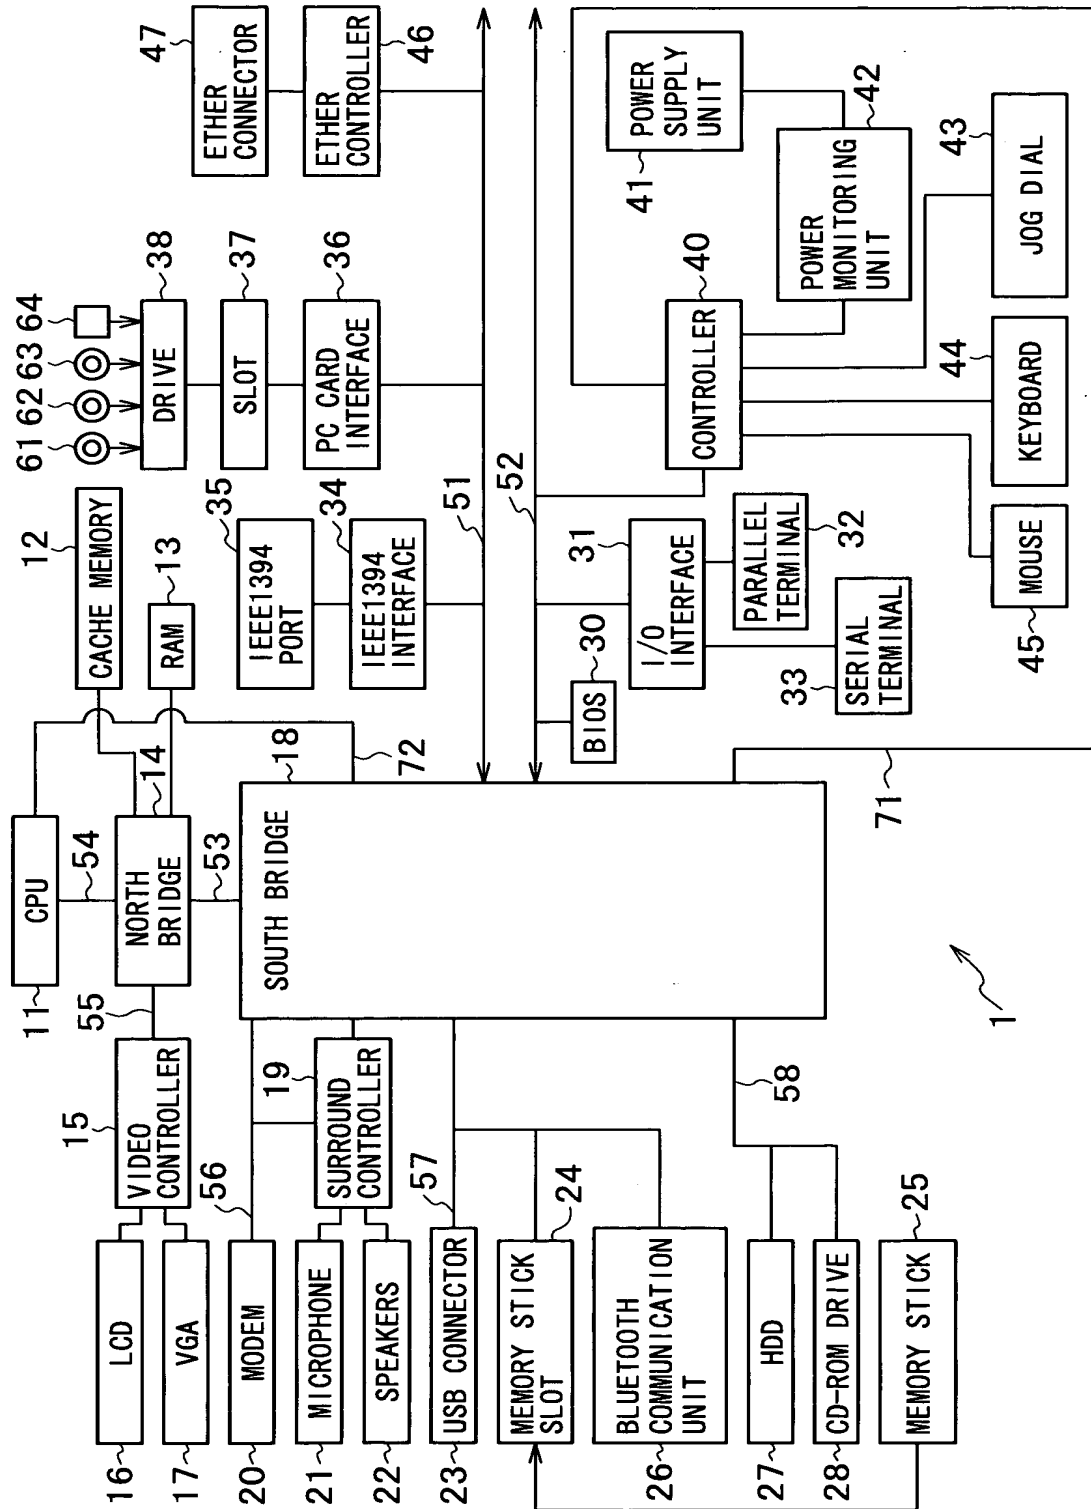 11
CPU
54
12
CACHE MEMORY
13
RAM
14
NORTH
BRIDGE
53
55
15
VIDEO
CONTROLLER
16
LCD
17
VGA
18
SOUTH BRIDGE
72
56
20
MODEM
19
SURROUND
CONTROLLER
21
MICROPHONE
22
SPEAKERS
57
23
USB CONNECTOR
24
MEMORY STICK
SLOT
26
BLUETOOTH
COMMUNICATION
UNIT
58
27
HDD
28
CD-ROM DRIVE
25
MEMORY STICK
61
62
63
64
38
DRIVE
37
SLOT
36
PC CARD
INTERFACE
35
IEEE1394
PORT
34
IEEE1394
INTERFACE
47
ETHER
CONNECTOR
46
ETHER
CONTROLLER
51
52
30
BIOS
31
I/O
INTERFACE
32
PARALLEL
TERMINAL
33
SERIAL
TERMINAL
40
CONTROLLER
41
POWER
SUPPLY
UNIT
42
POWER
MONITORING
UNIT
43
JOG DIAL
44
KEYBOARD
45
MOUSE
71
1